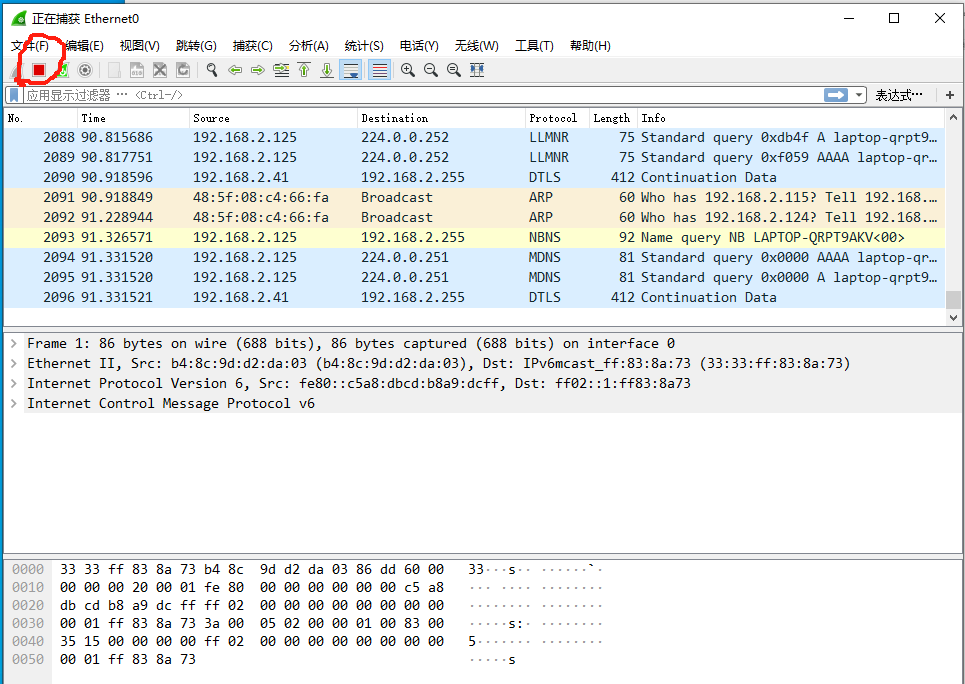 正在捕获 Ethernet0
文件(F) 编辑(E) 视图(V) 跳转(G) 捕获(C) 分析(A) 统计(S) 电话(Y) 无线(W) 工具(T) 帮助(H)
应用显示过滤器 … <Ctrl-/> 表达式… +
No. Time Source Destination Protocol Length Info
2088 90.815686 192.168.2.125 224.0.0.252 LLMNR 75 Standard query 0xdb4f A laptop-qrpt9…
2089 90.817751 192.168.2.125 224.0.0.252 LLMNR 75 Standard query 0xf059 AAAA laptop-qr…
2090 90.918596 192.168.2.41 192.168.2.255 DTLS 412 Continuation Data
2091 90.918849 48:5f:08:c4:66:fa Broadcast ARP 60 Who has 192.168.2.115? Tell 192.168.…
2092 91.228944 48:5f:08:c4:66:fa Broadcast ARP 60 Who has 192.168.2.124? Tell 192.168.…
2093 91.326571 192.168.2.125 192.168.2.255 NBNS 92 Name query NB LAPTOP-QRPT9AKV<00>
2094 91.331520 192.168.2.125 224.0.0.251 MDNS 81 Standard query 0x0000 AAAA laptop-qr…
2095 91.331520 192.168.2.125 224.0.0.251 MDNS 81 Standard query 0x0000 A laptop-qrpt9…
2096 91.331521 192.168.2.41 192.168.2.255 DTLS 412 Continuation Data
> Frame 1: 86 bytes on wire (688 bits), 86 bytes captured (688 bits) on interface 0
> Ethernet II, Src: b4:8c:9d:d2:da:03 (b4:8c:9d:d2:da:03), Dst: IPv6mcast_ff:83:8a:73 (33:33:ff:83:8a:73)
> Internet Protocol Version 6, Src: fe80::c5a8:dbcd:b8a9:dcff, Dst: ff02::1:ff83:8a73
> Internet Control Message Protocol v6
0000 33 33 ff 83 8a 73 b4 8c 9d d2 da 03 86 dd 60 00 33···s·· ······`·
0010 00 00 00 20 00 01 fe 80 00 00 00 00 00 00 c5 a8 ··· ···· ········
0020 db cd b8 a9 dc ff ff 02 00 00 00 00 00 00 00 00 ········ ········
0030 00 01 ff 83 8a 73 3a 00 05 02 00 00 01 00 83 00 ·····s:· ········
0040 35 15 00 00 00 00 ff 02 00 00 00 00 00 00 00 00 5······· ········
0050 00 01 ff 83 8a 73 ·····s